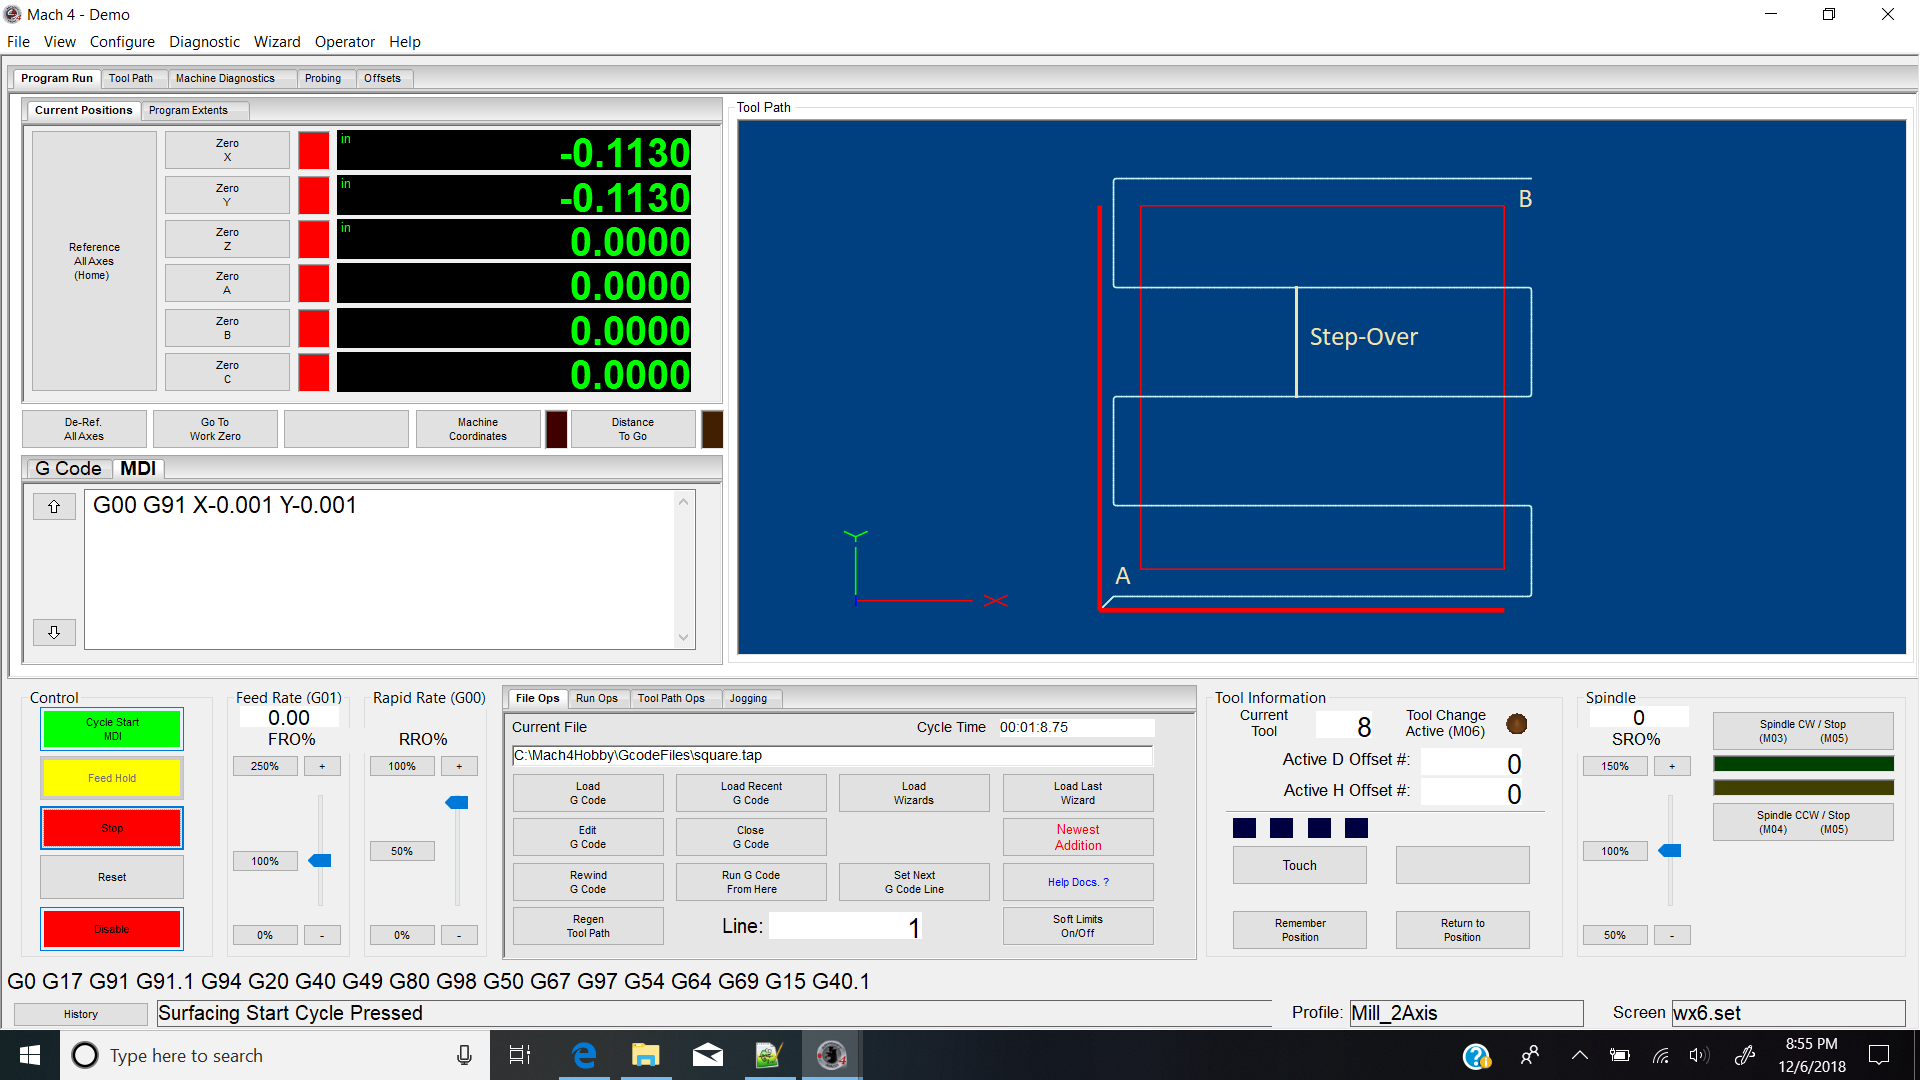 Mach 4 - Demo
File View Configure Diagnostic Wizard Operator Help
Program Run Tool Path Machine Diagnostics Probing Offsets
Current Positions Program Extents
Tool Path
Reference
All Axes
(Home)
Zero
X
in
-0.1130
Zero
Y
in
-0.1130
Zero
Z
in
0.0000
Zero
A
0.0000
Zero
B
0.0000
Zero
C
0.0000
B
Step-Over
A
De-Ref.
All Axes
Go To
Work Zero
Machine
Coordinates
Distance
To Go
G Code MDI
G00 G91 X-0.001 Y-0.001
Control
Cycle Start
MDI
Feed Hold
Stop
Reset
Disable
Feed Rate (G01)
0.00
FRO%
250% +
100%
0% -
Rapid Rate (G00)
RRO%
100% +
50%
0% -
File Ops Run Ops Tool Path Ops Jogging
Current File
Cycle Time 00:01:8.75
C:\Mach4Hobby\GcodeFiles\square.tap
Load
G Code
Load Recent
G Code
Load
Wizards
Load Last
Wizard
Edit
G Code
Close
G Code
Newest
Addition
Rewind
G Code
Run G Code
From Here
Set Next
G Code Line
Help Docs. ?
Regen
Tool Path
Line: 1
Soft Limits
On/Off
Tool Information
Current
Tool
8
Tool Change
Active (M06)
Active D Offset #: 0
Active H Offset #: 0
Touch
Remember
Position
Return to
Position
Spindle
0
SRO%
150% +
100%
50% -
Spindle CW / Stop
(M03) (M05)
Spindle CCW / Stop
(M04) (M05)
G0 G17 G91 G91.1 G94 G20 G40 G49 G80 G98 G50 G67 G97 G54 G64 G69 G15 G40.1
History
Surfacing Start Cycle Pressed
Profile: Mill_2Axis
Screen wx6.set
Type here to search
8:55 PM
12/6/2018